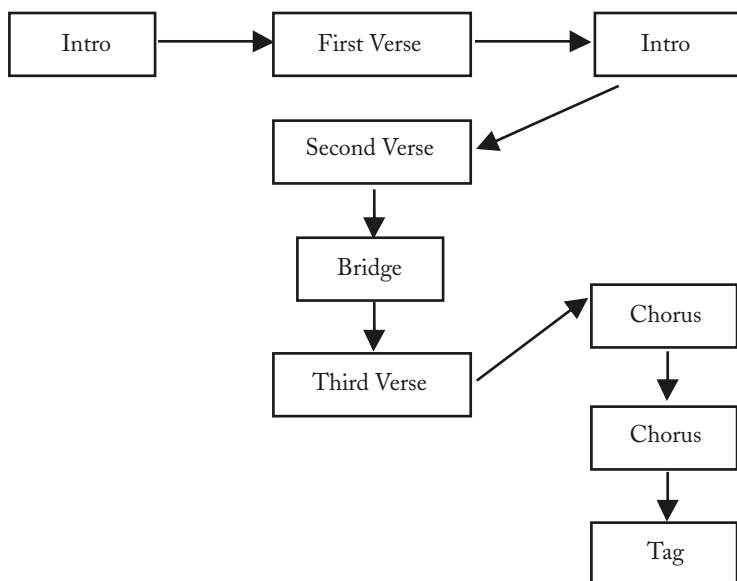 Intro
First Verse
Intro
Second Verse
Bridge
Third Verse
Chorus
Chorus
Tag